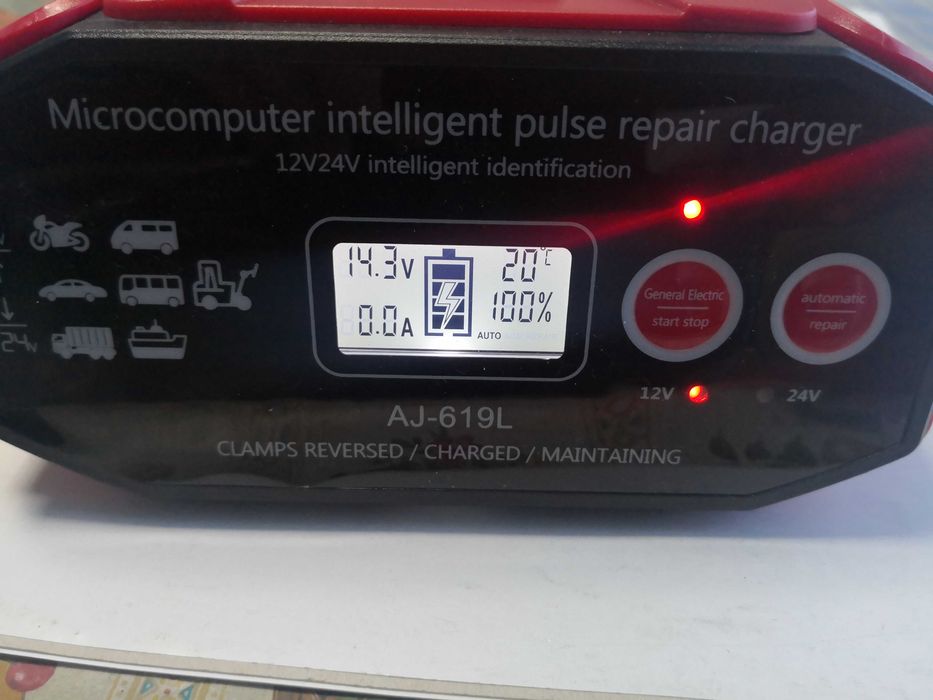 Microcomputer intelligent pulse repair charger
12V24V intelligent identification
14.3V
20°C
0.0A
100%
AUTO
General Electric
start stop
automatic
repair
12V
24V
24V
AJ-619L
CLAMPS REVERSED / CHARGED / MAINTAINING